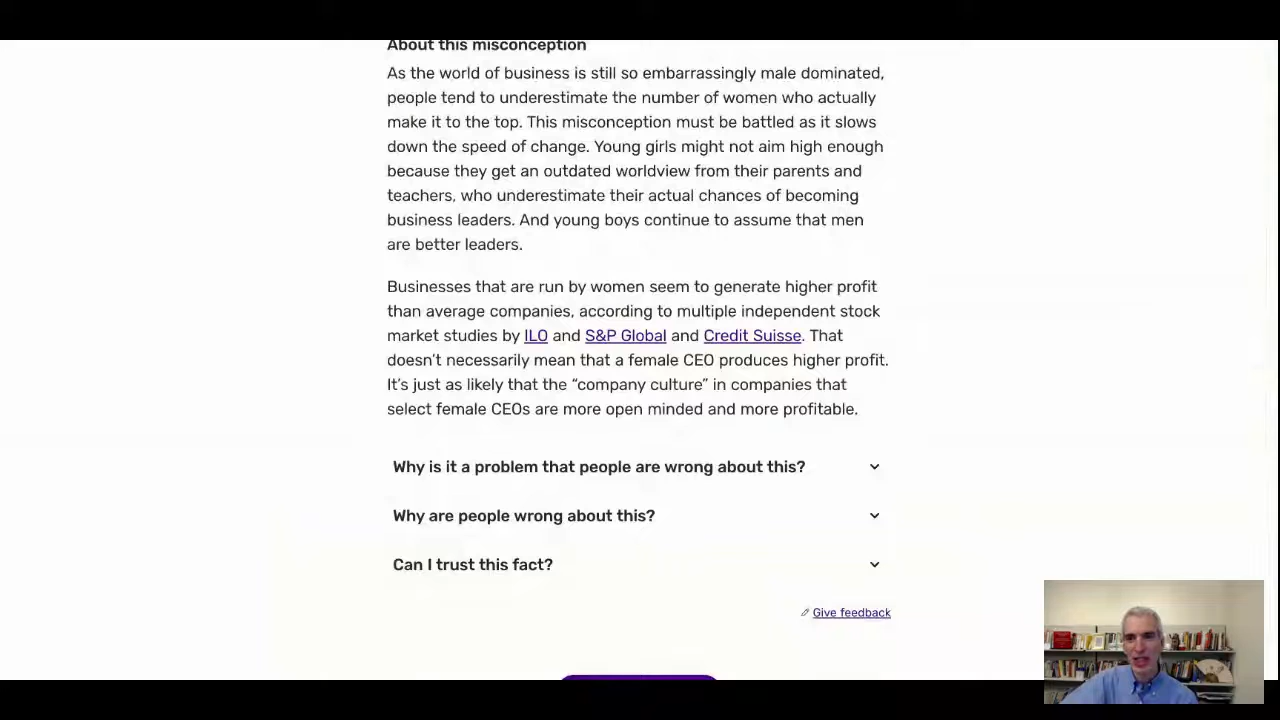 About this misconception
As the world of business is still so embarrassingly male dominated,
people tend to underestimate the number of women who actually
make it to the top. This misconception must be battled as it slows
down the speed of change. Young girls might not aim high enough
because they get an outdated worldview from their parents and
teachers, who underestimate their actual chances of becoming
business leaders. And young boys continue to assume that men
are better leaders.
Businesses that are run by women seem to generate higher profit
than average companies, according to multiple independent stock
market studies by ILO and S&P Global and Credit Suisse. That
doesn't necessarily mean that a female CEO produces higher profit.
It's just as likely that the “company culture” in companies that
select female CEOs are more open minded and more profitable.
Why is it a problem that people are wrong about this?
Why are people wrong about this?
Can I trust this fact?
Give feedback